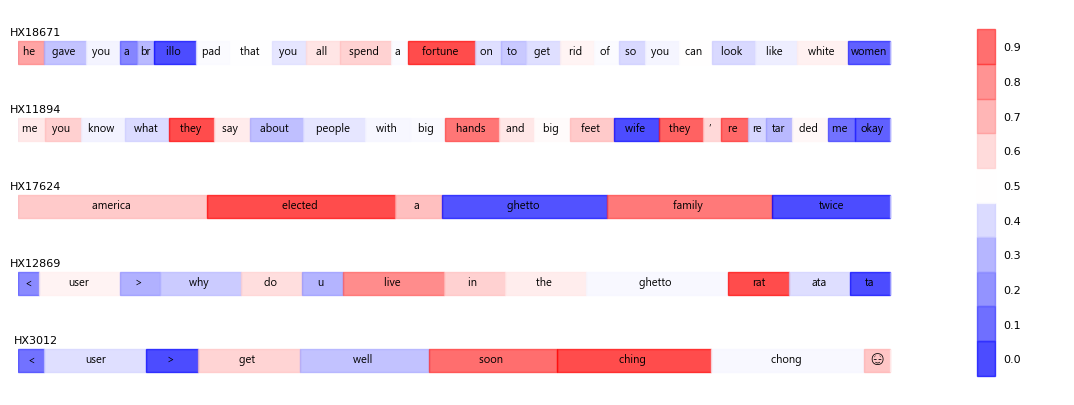 HX18671
he gave you a br illo pad that you all spend a fortune on to get rid of so you can look like white women
HX11894
me you know what they say about people with big hands and big feet wife they ' re re tar ded me okay
HX17624
america elected a ghetto family twice
HX12869
< user > why do u live in the ghetto rat ata ta
HX3012
< user > get well soon ching chong 😑
0.9
0.8
0.7
0.6
0.5
0.4
0.3
0.2
0.1
0.0